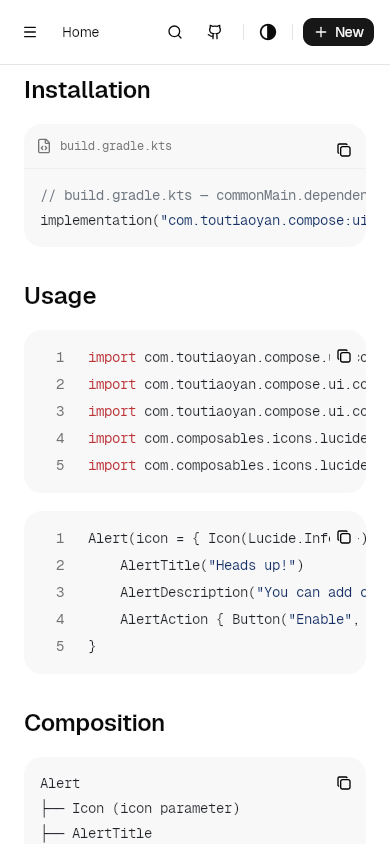 Home
New
Installation
build.gradle.kts
// build.gradle.kts — commonMain.dependen
implementation("com.toutiaoyan.compose:ui
Usage
1 import com.toutiaoyan.compose.
2 import com.toutiaoyan.compose.ui.co
3 import com.toutiaoyan.compose.ui.co
4 import com.composables.icons.lucide
5 import com.composables.icons.lucide
1 Alert(icon = { Icon(Lucide.Inf
2 AlertTitle("Heads up!")
3 AlertDescription("You can add
4 AlertAction { Button("Enable",
5 }
Composition
Alert
├── Icon (icon parameter)
├── AlertTitle